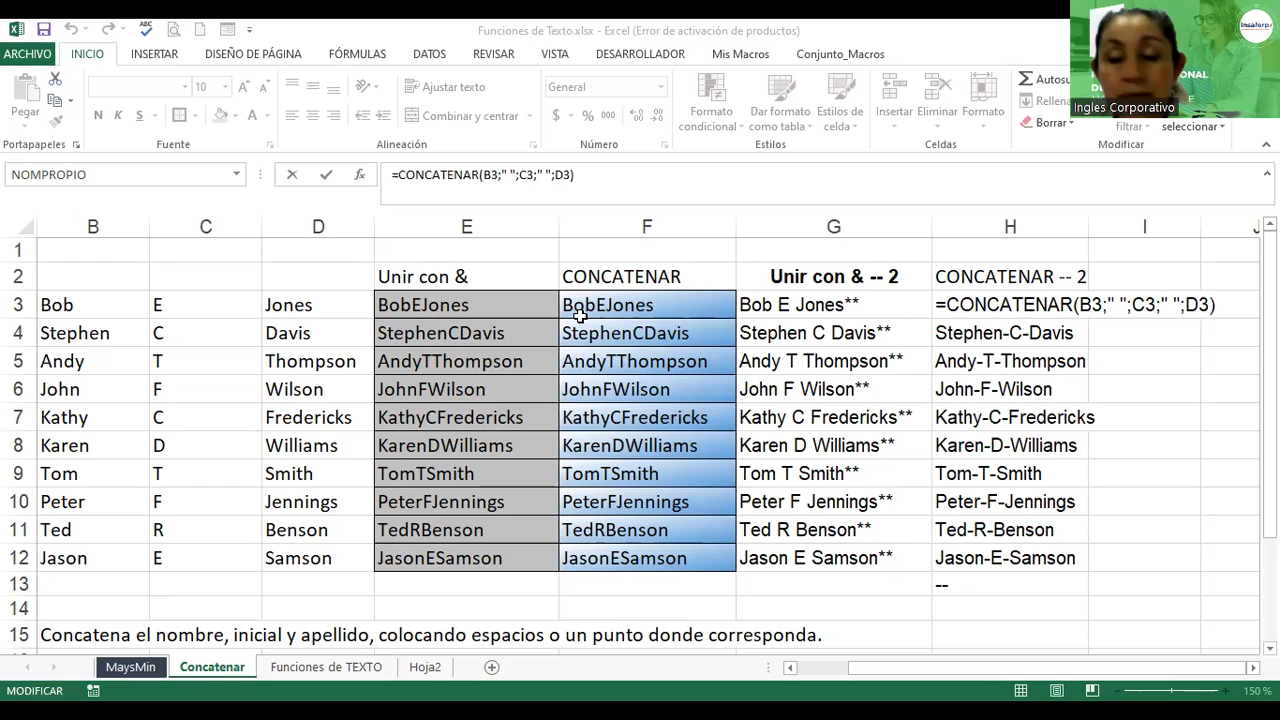 Funciones de Texto.xlsx - Excel (Error de activación de productos)
ARCHIVO INICIO INSERTAR DISEÑO DE PÁGINA FÓRMULAS DATOS REVISAR VISTA DESARROLLADOR Mis Macros Conjunto_Macros
Insaforp
Ingles Corporativo
Pegar
N K S
10
Ajustar texto
Combinar y centrar
General
$ % 000
Formato condicional
Dar formato como tabla
Estilos de celda
Insertar Eliminar Formato
Borrar
filtrar seleccionar
Portapapeles Fuente Alineación Número Estilos Celdas Modificar
NOMPROPIO =CONCATENAR(B3;" ";C3;" ";D3)
B C D E F G H I J
1
2 Unir con & CONCATENAR Unir con & -- 2 CONCATENAR -- 2
3 Bob E Jones BobEJones BobEJones Bob E Jones** =CONCATENAR(B3;" ";C3;" ";D3)
4 Stephen C Davis StephenCDavis StephenCDavis Stephen C Davis** Stephen-C-Davis
5 Andy T Thompson AndyTThompson AndyTThompson Andy T Thompson** Andy-T-Thompson
6 John F Wilson JohnFWilson JohnFWilson John F Wilson** John-F-Wilson
7 Kathy C Fredericks KathyCFredericks KathyCFredericks Kathy C Fredericks** Kathy-C-Fredericks
8 Karen D Williams KarenDWilliams KarenDWilliams Karen D Williams** Karen-D-Williams
9 Tom T Smith TomTSmith TomTSmith Tom T Smith** Tom-T-Smith
10 Peter F Jennings PeterFJennings PeterFJennings Peter F Jennings** Peter-F-Jennings
11 Ted R Benson TedRBenson TedRBenson Ted R Benson** Ted-R-Benson
12 Jason E Samson JasonESamson JasonESamson Jason E Samson** Jason-E-Samson
13 --
14
15 Concatena el nombre, inicial y apellido, colocando espacios o un punto donde corresponda.
MaysMin Concatenar Funciones de TEXTO Hoja2
MODIFICAR 150 %